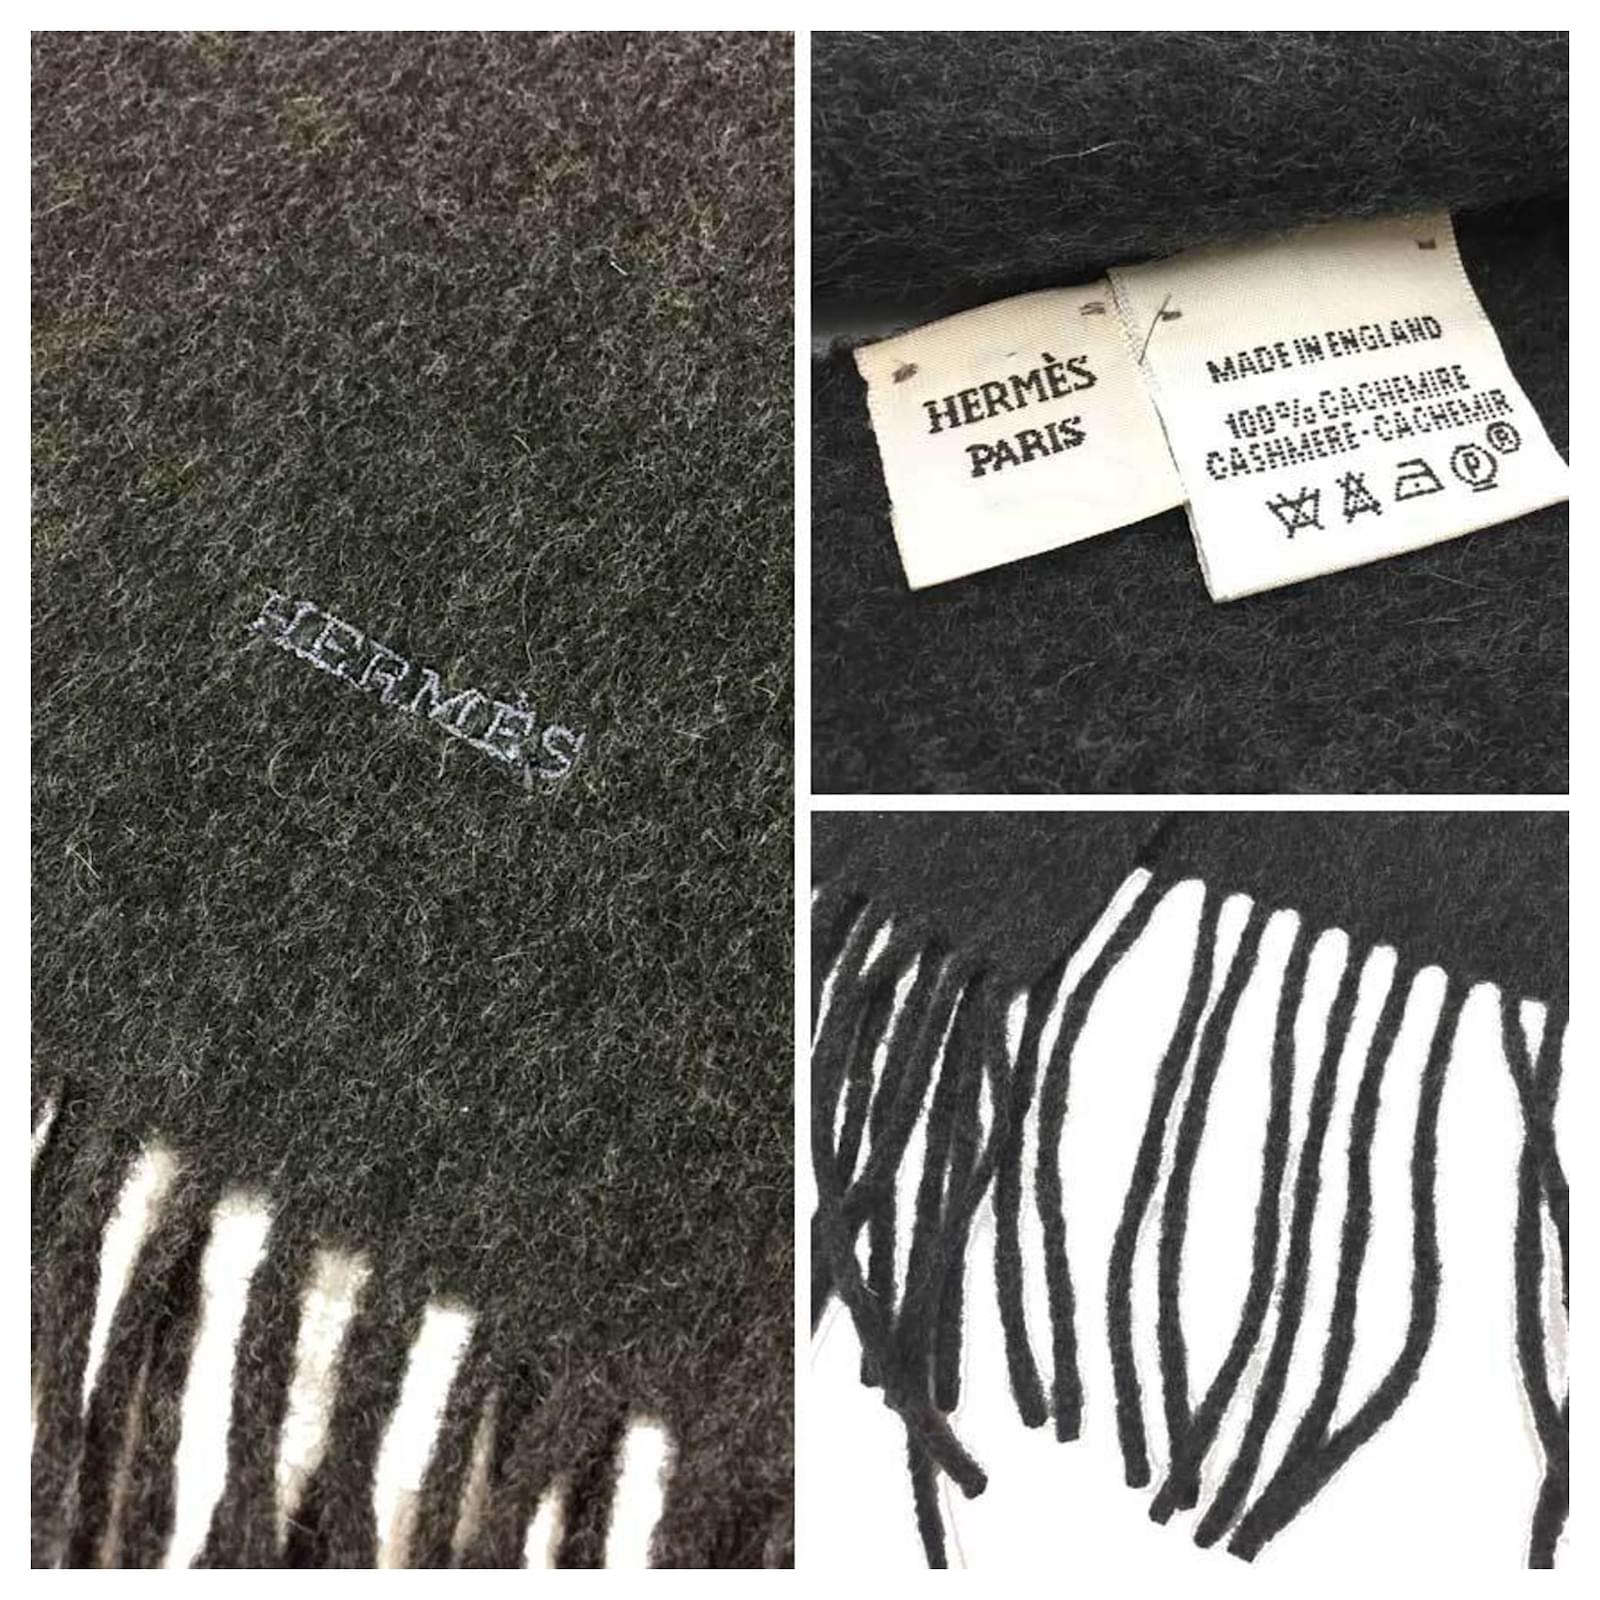 HERMÈS
HERMÈS
PARIS
MADE IN ENGLAND
100% CACHEMIRE
CASHMERE-CACHEMIR
P ®